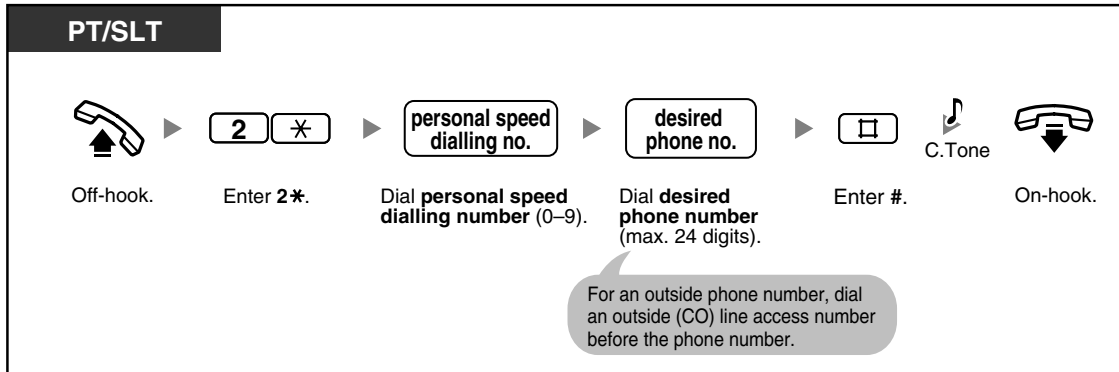 PT/SLT
2 ✳
personal speed
dialling no.
desired
phone no.
⌗
C.Tone
Off-hook.
Enter 2✳.
Dial personal speed
dialling number (0–9).
Dial desired
phone number
(max. 24 digits).
Enter #.
On-hook.
For an outside phone number, dial
an outside (CO) line access number
before the phone number.